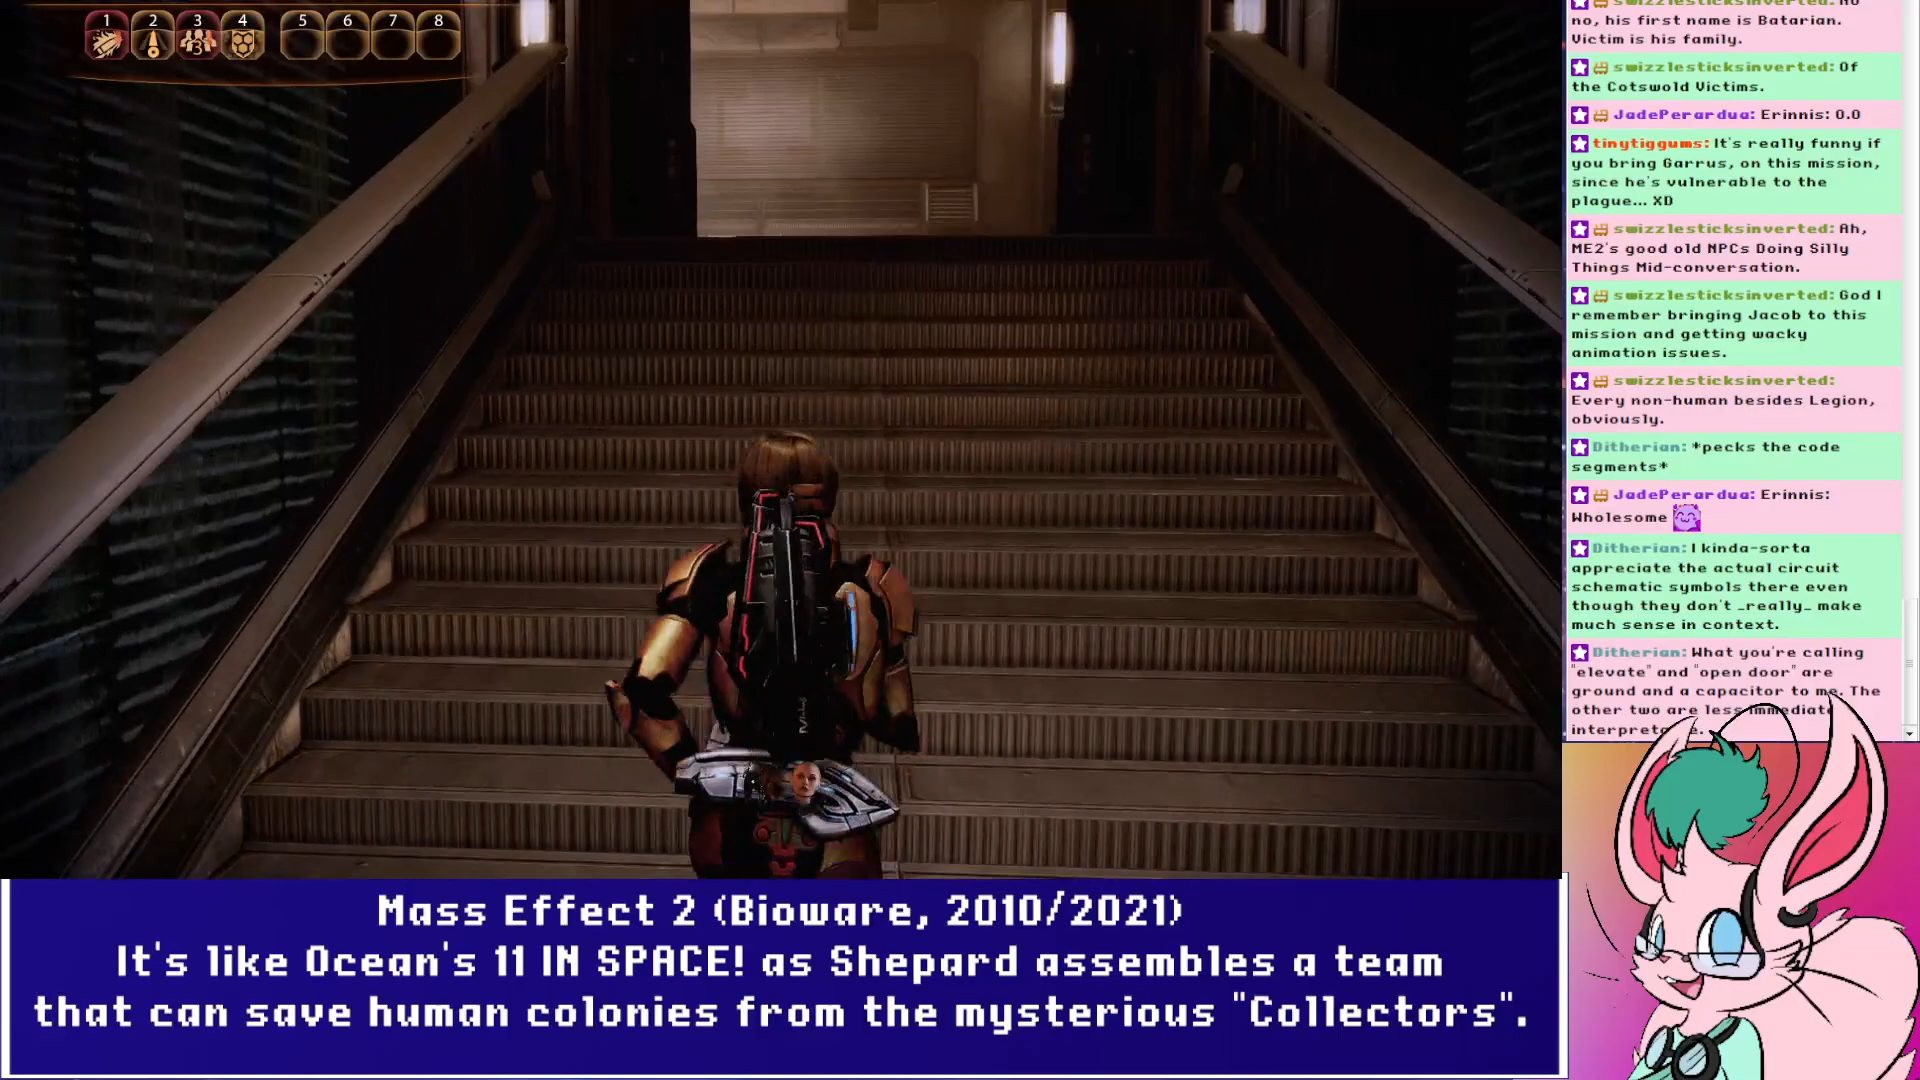 1 2 3 4 5 6 7 8
3
no, his first name is Batarian.
Victim is his family.
swizzlesticksinverted: Of
the Cotswold Victims.
JadePerardua: Erinnis: 0.0
tinytiggums: It's really funny if
you bring Garrus, on this mission,
since he's vulnerable to the
plague... XD
swizzlesticksinverted: Ah,
ME2's good old NPCs Doing Silly
Things Mid-conversation.
swizzlesticksinverted: God I
remember bringing Jacob to this
mission and getting wacky
animation issues.
swizzlesticksinverted:
Every non-human besides Legion,
obviously.
Ditherian: *pecks the code
segments*
JadePerardua: Erinnis:
Wholesome
Ditherian: I kinda-sorta
appreciate the actual circuit
schematic symbols there even
though they don't _really_ make
much sense in context.
Ditherian: What you're calling
"elevate" and "open door" are
ground and a capacitor to me. The
other two are less immediate
Mass Effect 2 (Bioware, 2010/2021)
It's like Ocean's 11 IN SPACE! as Shepard assembles a team
that can save human colonies from the mysterious "Collectors".